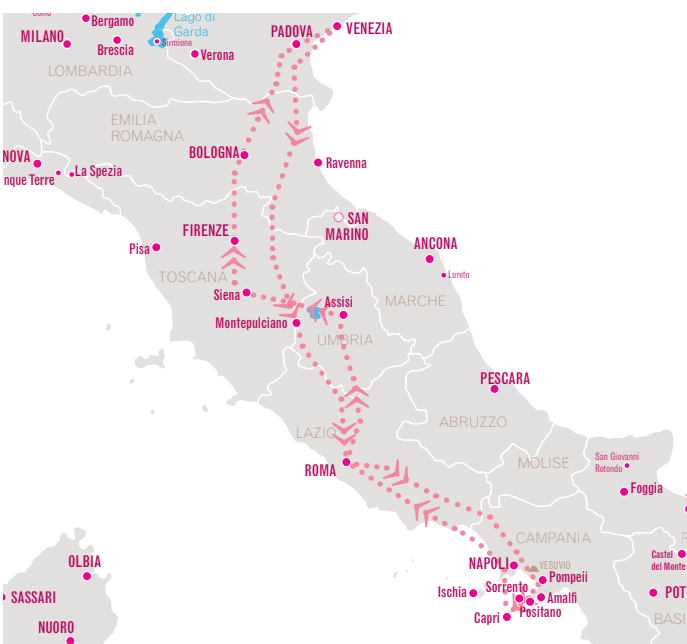 Como
Bergamo
Lago di
Garda
MILANO
Brescia
Sirmione
Verona
PADOVA
VENEZIA
LOMBARDIA
EMILIA
ROMAGNA
NOVA
BOLOGNA
Ravenna
nque Terre
La Spezia
SAN
MARINO
FIRENZE
Pisa
ANCONA
Loreto
TOSCANA
Siena
Assisi
MARCHE
Montepulciano
UMBRIA
PESCARA
ABRUZZO
LAZIO
ROMA
MOLISE
San Giovanni
Rotondo
Foggia
CAMPANIA
P
OLBIA
NAPOLI
VESUVIO
Pompeii
Castel
del Monte
SASSARI
Ischia
Sorrento
Amalfi
POT
Positano
Capri
BASI
NUORO